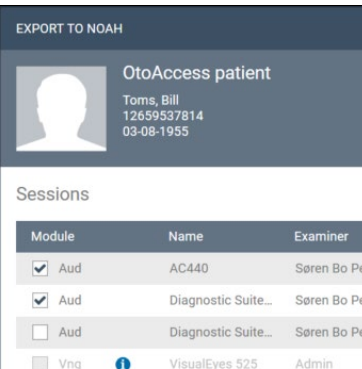 EXPORT TO NOAH
OtoAccess patient
Toms, Bill
12659537814
03-08-1955
Sessions
Module Name Examiner
Aud AC440 Søren Bo Pe
Aud Diagnostic Suite... Søren Bo Pe
Aud Diagnostic Suite... Søren Bo Pe
Vng VisualEyes 525 Admin